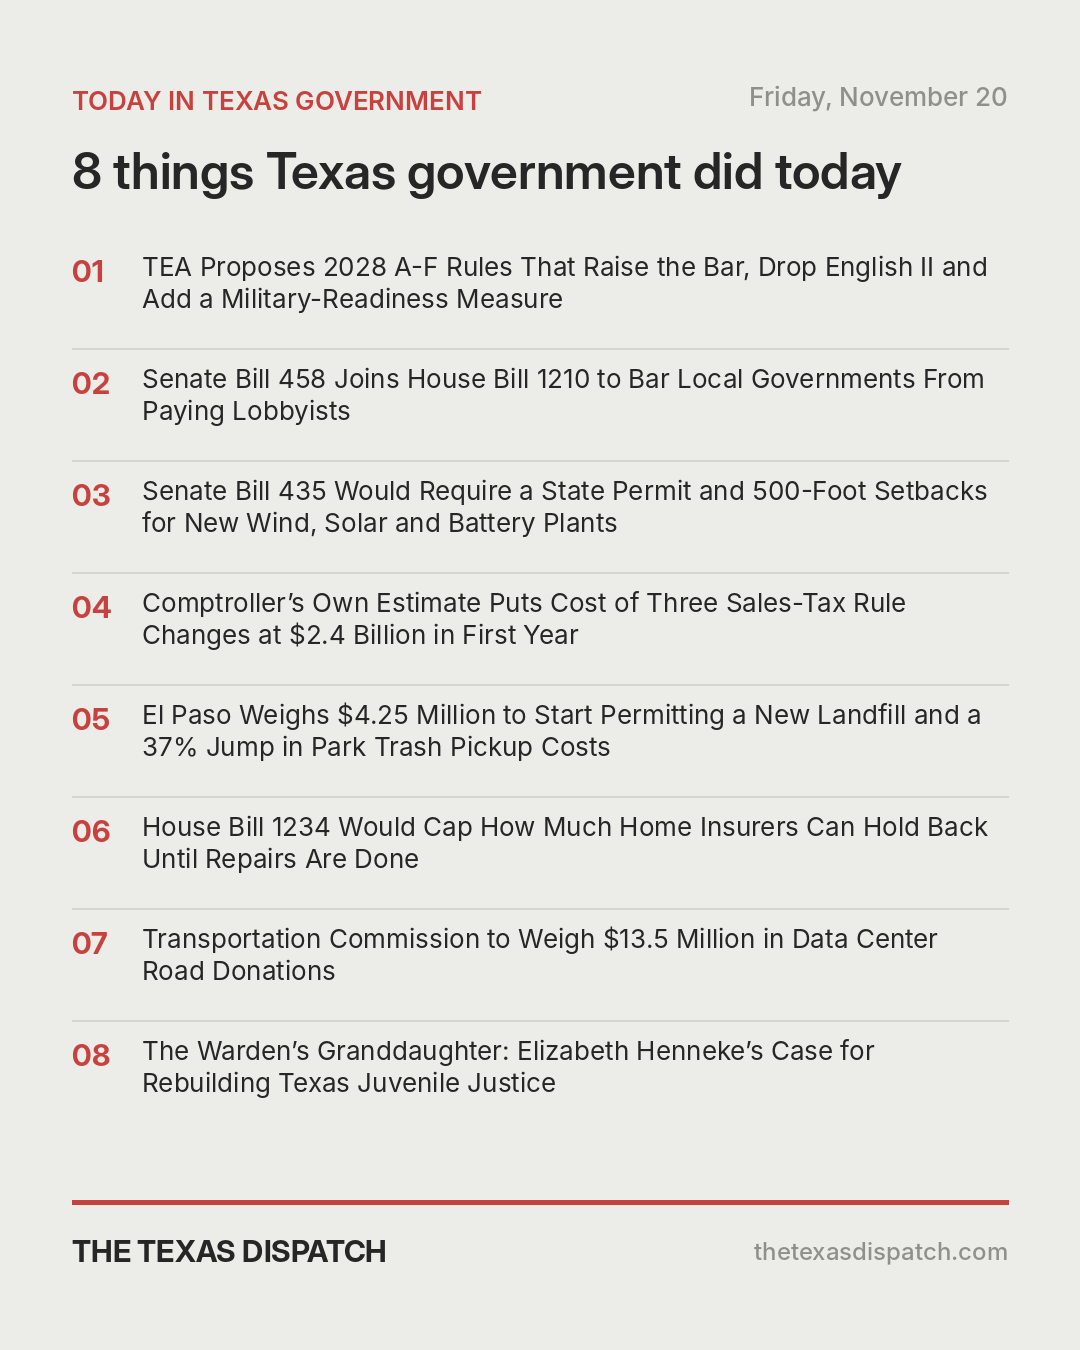 TODAY IN TEXAS GOVERNMENT
Friday, November 20
8 things Texas government did today
01
TEA Proposes 2028 A-F Rules That Raise the Bar, Drop English II and
Add a Military-Readiness Measure
02
Senate Bill 458 Joins House Bill 1210 to Bar Local Governments From
Paying Lobbyists
03
Senate Bill 435 Would Require a State Permit and 500-Foot Setbacks
for New Wind, Solar and Battery Plants
04
Comptroller’s Own Estimate Puts Cost of Three Sales-Tax Rule
Changes at $2.4 Billion in First Year
05
El Paso Weighs $4.25 Million to Start Permitting a New Landfill and a
37% Jump in Park Trash Pickup Costs
06
House Bill 1234 Would Cap How Much Home Insurers Can Hold Back
Until Repairs Are Done
07
Transportation Commission to Weigh $13.5 Million in Data Center
Road Donations
08
The Warden’s Granddaughter: Elizabeth Henneke’s Case for
Rebuilding Texas Juvenile Justice
THE TEXAS DISPATCH
thetexasdispatch.com